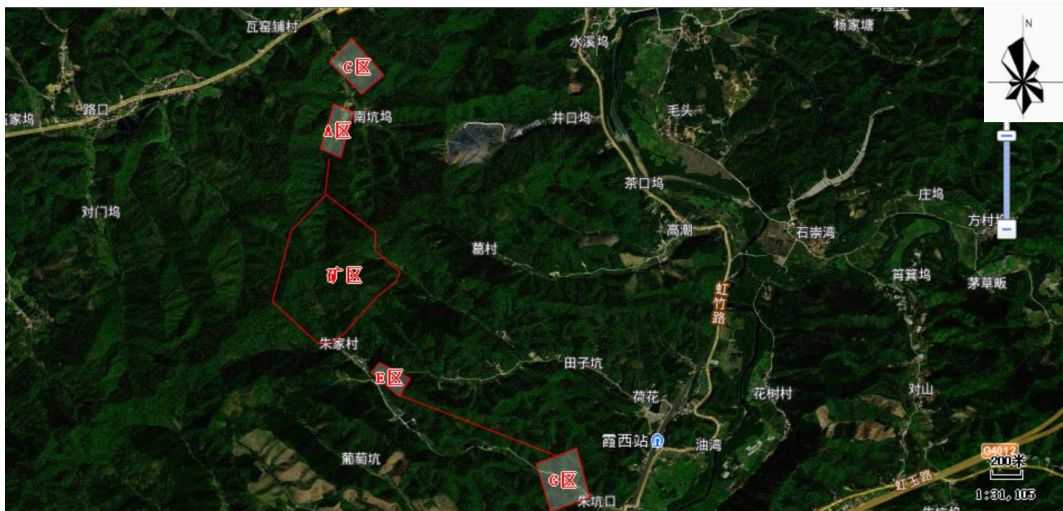 瓦窑铺村
水溪坞
杨家塘
N
C区
路口
家坞
A区
南坑坞
井口坞
毛头
茶口坞
对门坞
庄坞
方村
高潮
石崇湾
葛村
矿区
筲箕坞
茅草畈
虹竹路
朱家村
E区
田子坑
荷花
花树村
对山
霞西站
油湾
葡萄坑
G4012
200米
G区
虹玉路
朱坑口
1:31,105